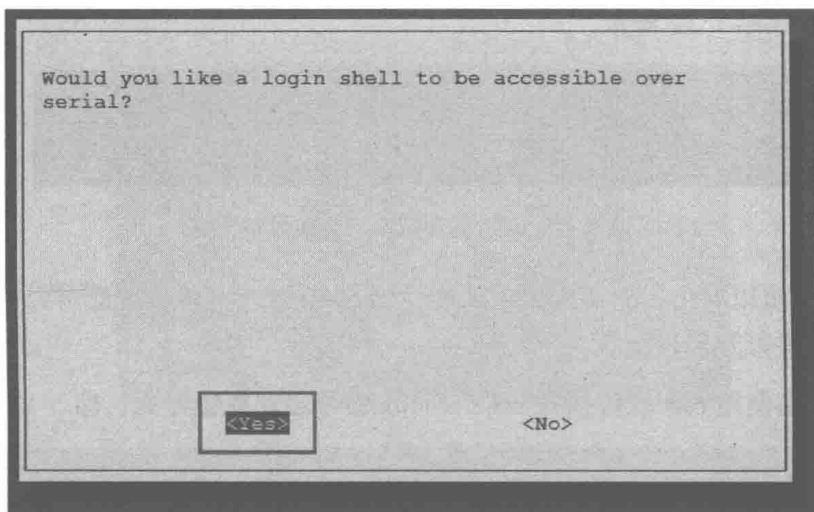 Would you like a login shell to be accessible over
serial?
<Yes> <No>